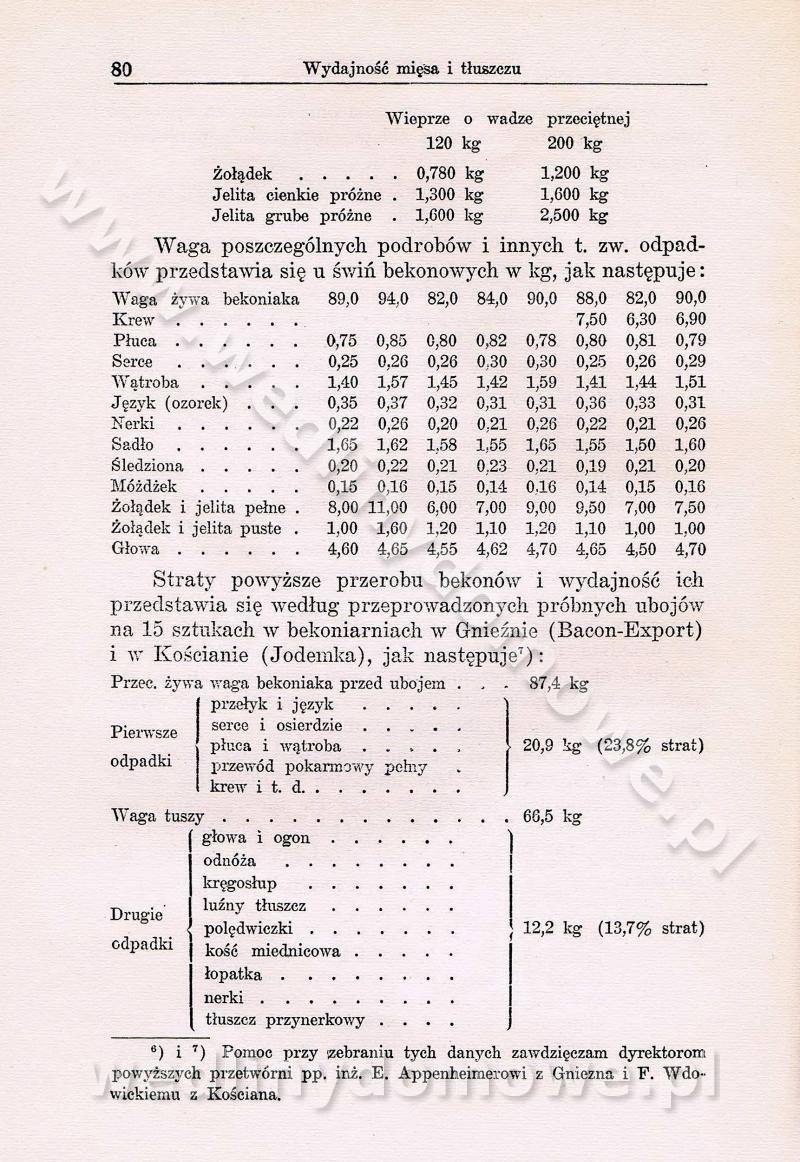 80 Wydajność mięsa i tłuszczu
Wieprze o wadze przeciętnej
120 kg 200 kg
Żołądek . . . . . 0,780 kg 1,200 kg
Jelita cienkie próżne . 1,300 kg 1,600 kg
Jelita grube próżne . 1,600 kg 2,500 kg
Waga poszczególnych podrobów i innych t. zw. odpad-
ków przedstawia się u świń bekonowych w kg, jak następuje:
Waga żywa bekoniaka 89,0 94,0 82,0 84,0 90,0 88,0 82,0 90,0
Krew . . . . . . 7,50 6,30 6,90
Płuca . . . . . . 0,75 0,85 0,80 0,82 0,78 0,80 0,81 0,79
Serce . . . . . . 0,25 0,26 0,26 0,30 0,30 0,25 0,26 0,29
Wątroba . . . . . 1,40 1,57 1,45 1,42 1,59 1,41 1,44 1,51
Język (ozorek) . . . 0,35 0,37 0,32 0,31 0,31 0,36 0,33 0,31
Nerki . . . . . . 0,22 0,26 0,20 0,21 0,26 0,22 0,21 0,26
Sadło . . . . . . 1,65 1,62 1,58 1,55 1,65 1,55 1,50 1,60
Śledziona . . . . . 0,20 0,22 0,21 0,23 0,21 0,19 0,21 0,20
Móżdżek . . . . . 0,15 0,16 0,15 0,14 0,16 0,14 0,15 0,16
Żołądek i jelita pełne . 8,00 11,00 6,00 7,00 9,00 9,50 7,00 7,50
Żołądek i jelita puste . 1,00 1,60 1,20 1,10 1,20 1,10 1,00 1,00
Głowa . . . . . . 4,60 4,65 4,55 4,62 4,70 4,65 4,50 4,70
Straty powyższe przerobu bekonów i wydajność ich
przedstawia się według przeprowadzonych próbnych ubojów
na 15 sztukach w bekoniarniach w Gnieźnie (Bacon-Export)
i w Kościanie (Jodemka), jak następuje⁷):
Przec. żywa waga bekoniaka przed ubojem . . . 87,4 kg
przełyk i język . . . . .
Pierwsze serce i osierdzie . . . . .
płuca i wątroba . . . . . 20,9 kg (23,8% strat)
odpadki przewód pokarmowy pełny .
krew i t. d. . . . . . . .
Waga tuszy . . . . . . . . . . . . . 66,5 kg
głowa i ogon . . . . . .
odnóża . . . . . . . .
kręgosłup . . . . . . .
Drugie luźny tłuszcz . . . . . .
polędwiczki . . . . . . . 12,2 kg (13,7% strat)
odpadki kość miednicowa . . . . .
łopatka . . . . . . . .
nerki . . . . . . . . .
tłuszcz przynerkowy . . . .
⁶) i ⁷) Pomoc przy zebraniu tych danych zawdzięczam dyrektorom
powyższych przetwórni pp. inż. E. Appenheimerowi z Gniezna i F. Wdo-
wickiemu z Kościana.
www.wedlinydomowe.pl
wedlinydomowe.pl